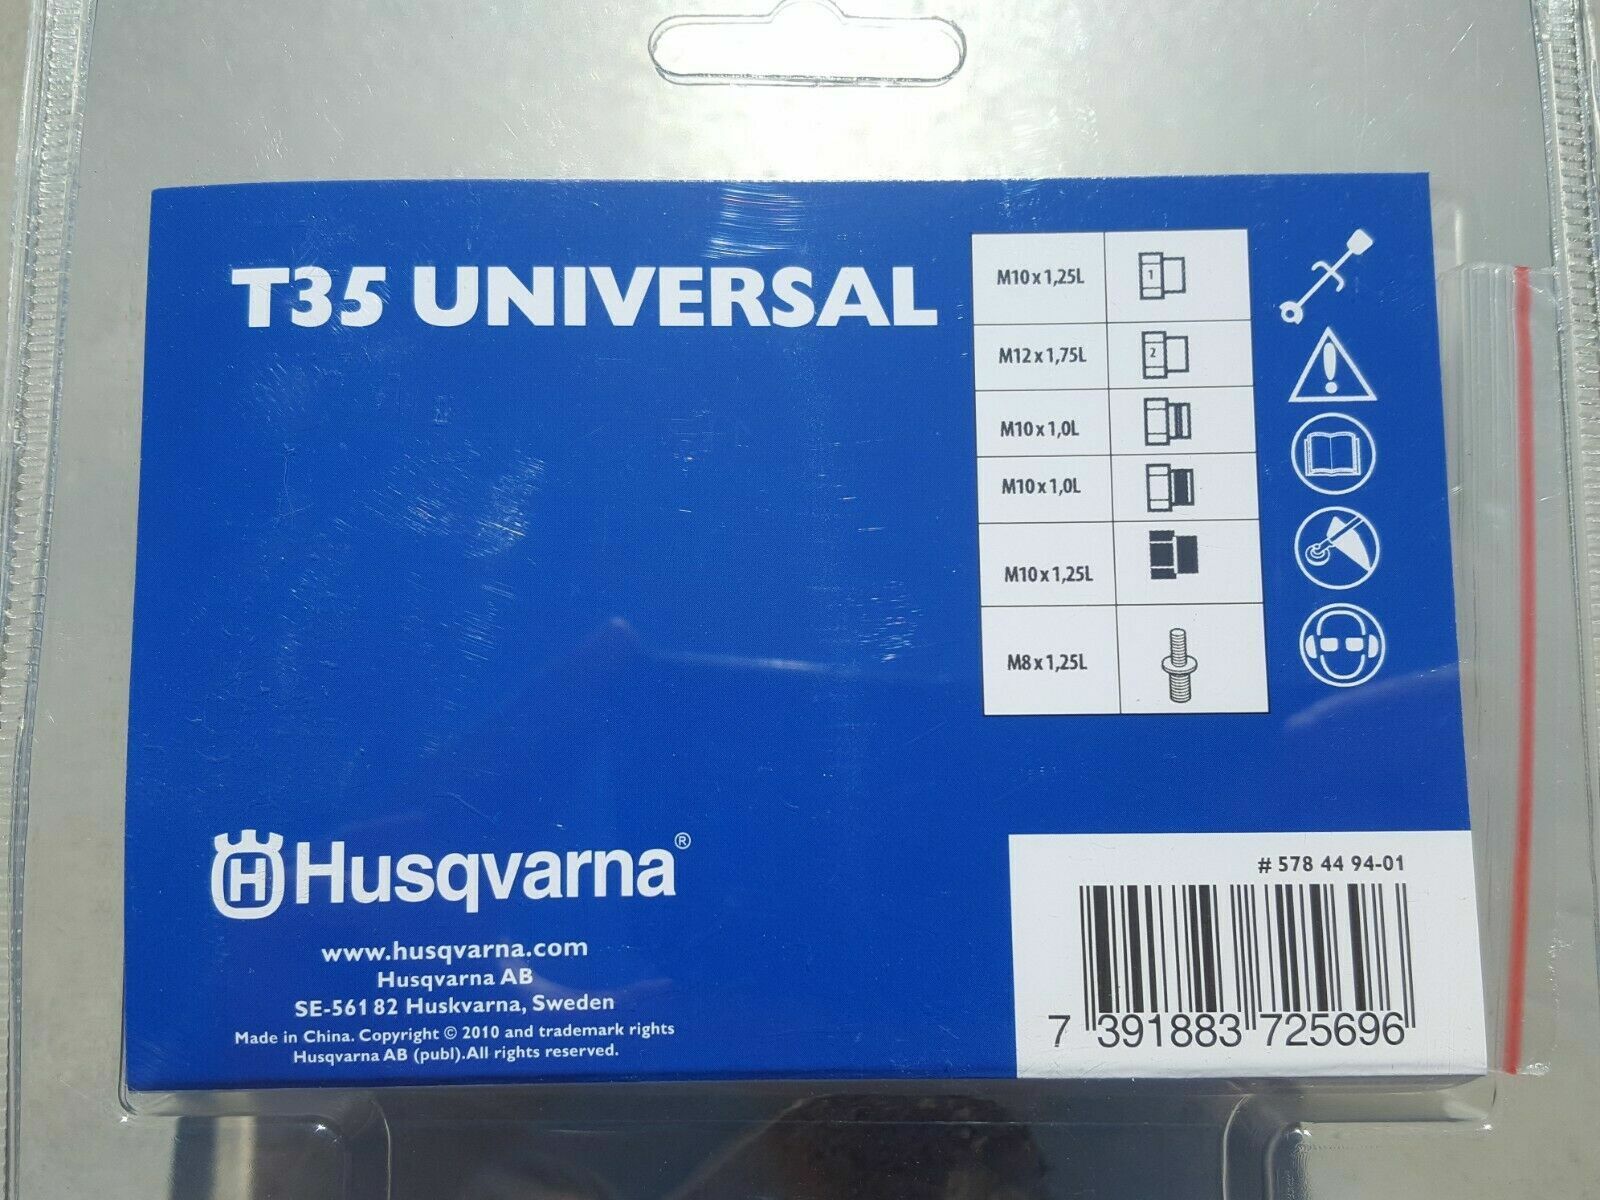 T35 UNIVERSAL
M10 x 1,25L
1
M12 x 1,75L
2
M10 x 1,0L
M10 x 1,0L
M10 x 1,25L
M8 x 1,25L
H Husqvarna®
www.husqvarna.com
Husqvarna AB
SE-561 82 Huskvarna, Sweden
Made in China. Copyright © 2010 and trademark rights
Husqvarna AB (publ).All rights reserved.
# 578 44 94-01
7 391883 725696